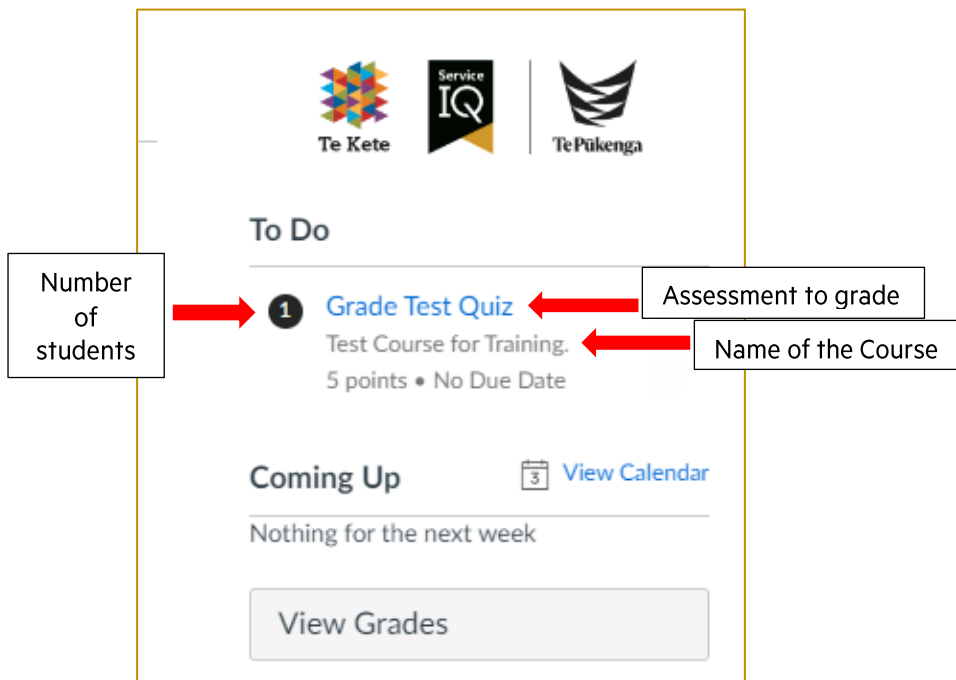 Te Kete
Service
IQ
Te Pūkenga
To Do
Number
of
students
1
Grade Test Quiz
Assessment to grade
Test Course for Training.
Name of the Course
5 points • No Due Date
Coming Up
3
View Calendar
Nothing for the next week
View Grades